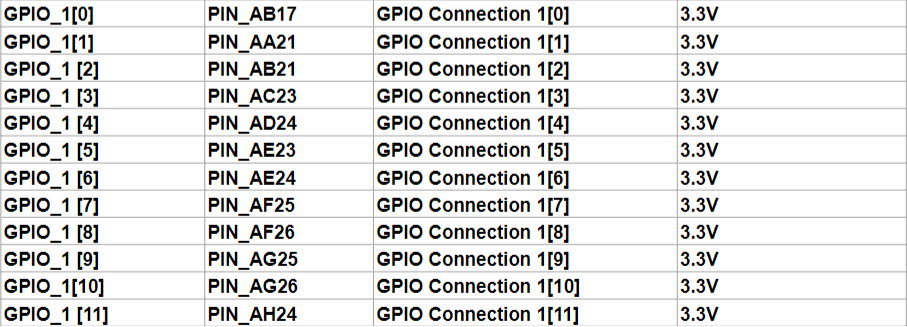 GPIO_1[0] PIN_AB17 GPIO Connection 1[0] 3.3V
GPIO_1[1] PIN_AA21 GPIO Connection 1[1] 3.3V
GPIO_1 [2] PIN_AB21 GPIO Connection 1[2] 3.3V
GPIO_1 [3] PIN_AC23 GPIO Connection 1[3] 3.3V
GPIO_1 [4] PIN_AD24 GPIO Connection 1[4] 3.3V
GPIO_1 [5] PIN_AE23 GPIO Connection 1[5] 3.3V
GPIO_1 [6] PIN_AE24 GPIO Connection 1[6] 3.3V
GPIO_1 [7] PIN_AF25 GPIO Connection 1[7] 3.3V
GPIO_1 [8] PIN_AF26 GPIO Connection 1[8] 3.3V
GPIO_1 [9] PIN_AG25 GPIO Connection 1[9] 3.3V
GPIO_1[10] PIN_AG26 GPIO Connection 1[10] 3.3V
GPIO_1 [11] PIN_AH24 GPIO Connection 1[11] 3.3V